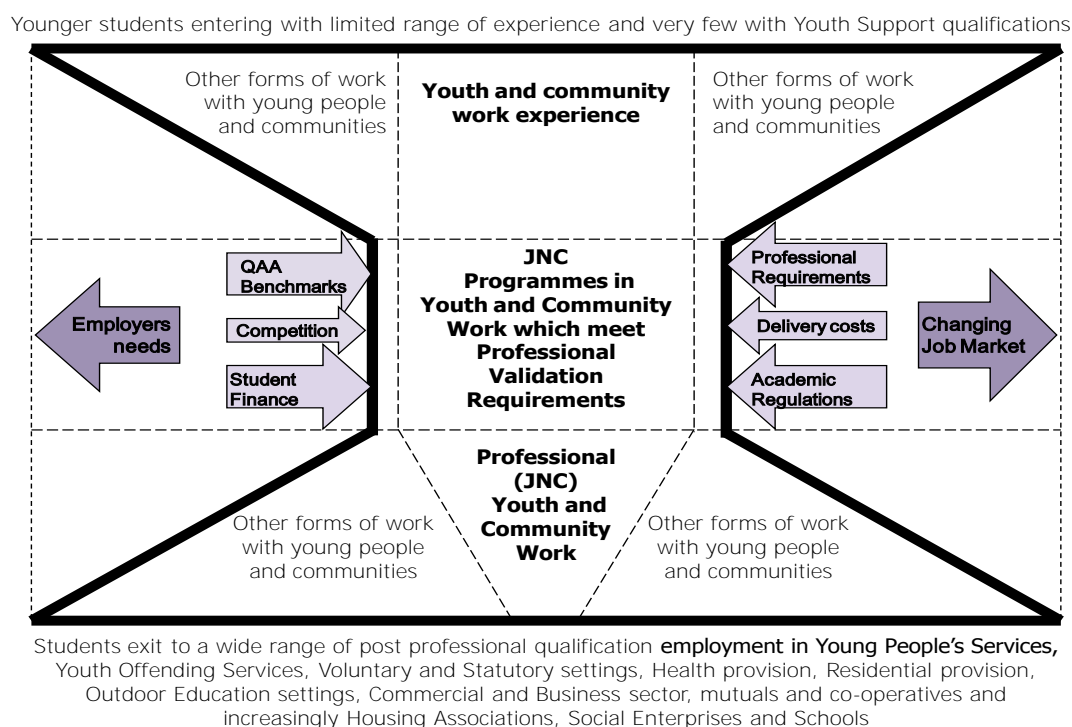 Younger students entering with limited range of experience and very few with Youth Support qualifications
Other forms of work
with young people
and communities
Youth and community
work experience
Other forms of work
with young people
and communities
Employers
needs
QAA
Benchmarks
Competition
Student
Finance
JNC
Programmes in
Youth and Community
Work which meet
Professional
Validation
Requirements
Professional
Requirements
Delivery costs
Academic
Regulations
Changing
Job Market
Other forms of work
with young people
and communities
Professional
(JNC)
Youth and
Community
Work
Other forms of work
with young people
and communities
Students exit to a wide range of post professional qualification employment in Young People's Services,
Youth Offending Services, Voluntary and Statutory settings, Health provision, Residential provision,
Outdoor Education settings, Commercial and Business sector, mutuals and co-operatives and
increasingly Housing Associations, Social Enterprises and Schools